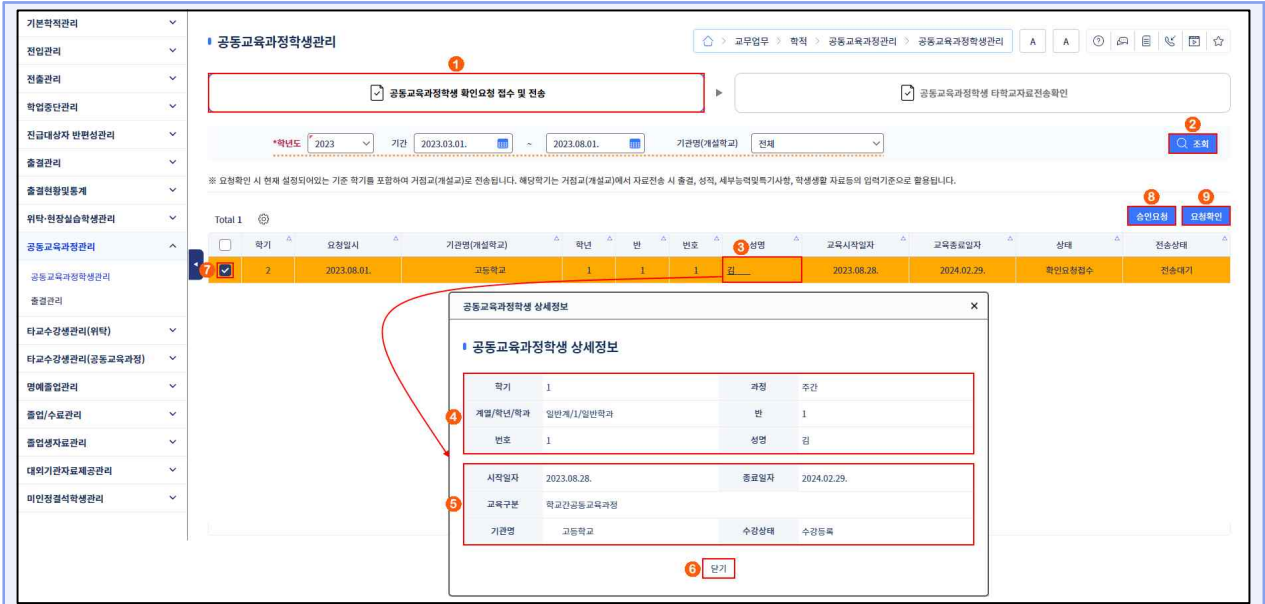 기본학적관리
전입관리
전출관리
학업중단관리
진급대상자 반편성관리
출결관리
출결현황및통계
위탁·현장실습학생관리
공동교육과정관리
공동교육과정학생관리
출결관리
타교수강생관리(위탁)
타교수강생관리(공동교육과정)
명예졸업관리
졸업/수료관리
졸업생자료관리
대외기관자료제공관리
미인정결석학생관리
공동교육과정학생관리
> 교무업무 > 학적 > 공동교육과정관리 > 공동교육과정학생관리 A A
1
공동교육과정학생 확인요청 접수 및 전송 ▶ 공동교육과정학생 타학교자료전송확인
2
*학년도 2023 기간 2023.03.01. ~ 2023.08.01. 기관명(개설학교) 전체 조회
※ 요청확인 시 현재 설정되어있는 기준 학기를 포함하여 거점교(개설교)로 전송됩니다. 해당학기는 거점교(개설교)에서 자료전송 시 출결, 성적, 세부능력및특기사항, 학생생활 자료등의 입력기준으로 활용됩니다.
8 9
Total 1 승인요청 요청확인
학기 요청일시 기관명(개설학교) 학년 반 번호 3 성명 교육시작일자 교육종료일자 상태 전송상태
7 2 2023.08.01. 고등학교 1 1 1 김 2023.08.28. 2024.02.29. 확인요청접수 전송대기
공동교육과정학생 상세정보 ×
공동교육과정학생 상세정보
4
학기 1 과정 주간
계열/학년/학과 일반계/1/일반학과 반 1
번호 1 성명 김
5
시작일자 2023.08.28. 종료일자 2024.02.29.
교육구분 학교간공동교육과정
기관명 고등학교 수강상태 수강등록
6 닫기